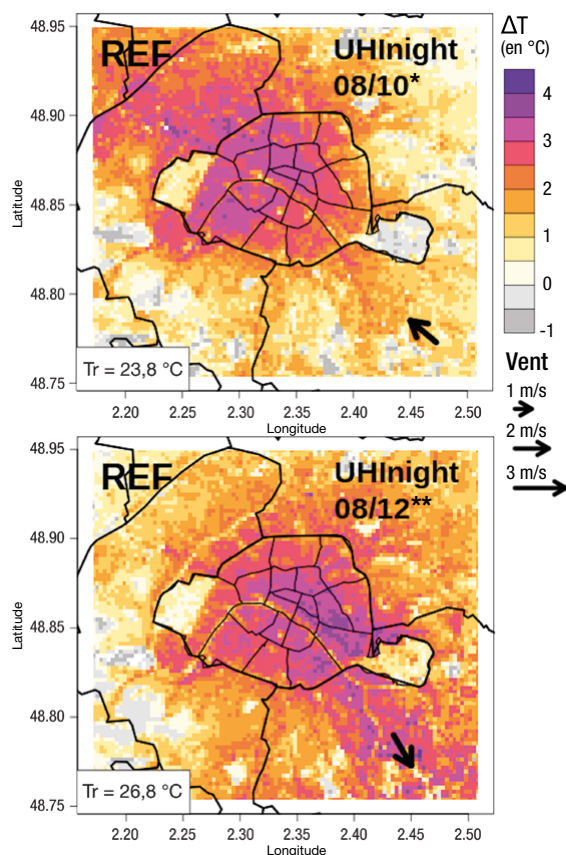 REF
UHInight
08/10*
Latitude
48.95
48.90
48.85
48.80
48.75
Tr = 23,8 °C
2.20 2.25 2.30 2.35 2.40 2.45 2.50
Longitude
ΔT
(en °C)
4
3
2
1
0
-1
Vent
1 m/s
2 m/s
3 m/s
REF
UHInight
08/12**
Latitude
48.95
48.90
48.85
48.80
48.75
Tr = 26,8 °C
2.20 2.25 2.30 2.35 2.40 2.45 2.50
Longitude